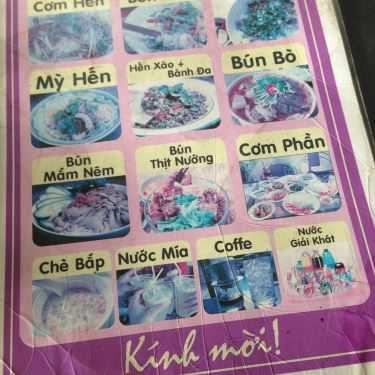 Cơm Hến
Mỳ Hến
Hến Xào +
Bánh Đa
Bún Bò
Bún
Mắm Nêm
Bún
Thịt Nướng
Cơm Phần
Chè Bắp
Nước Mía
Coffe
Nước
Giải Khát
Kính mời!